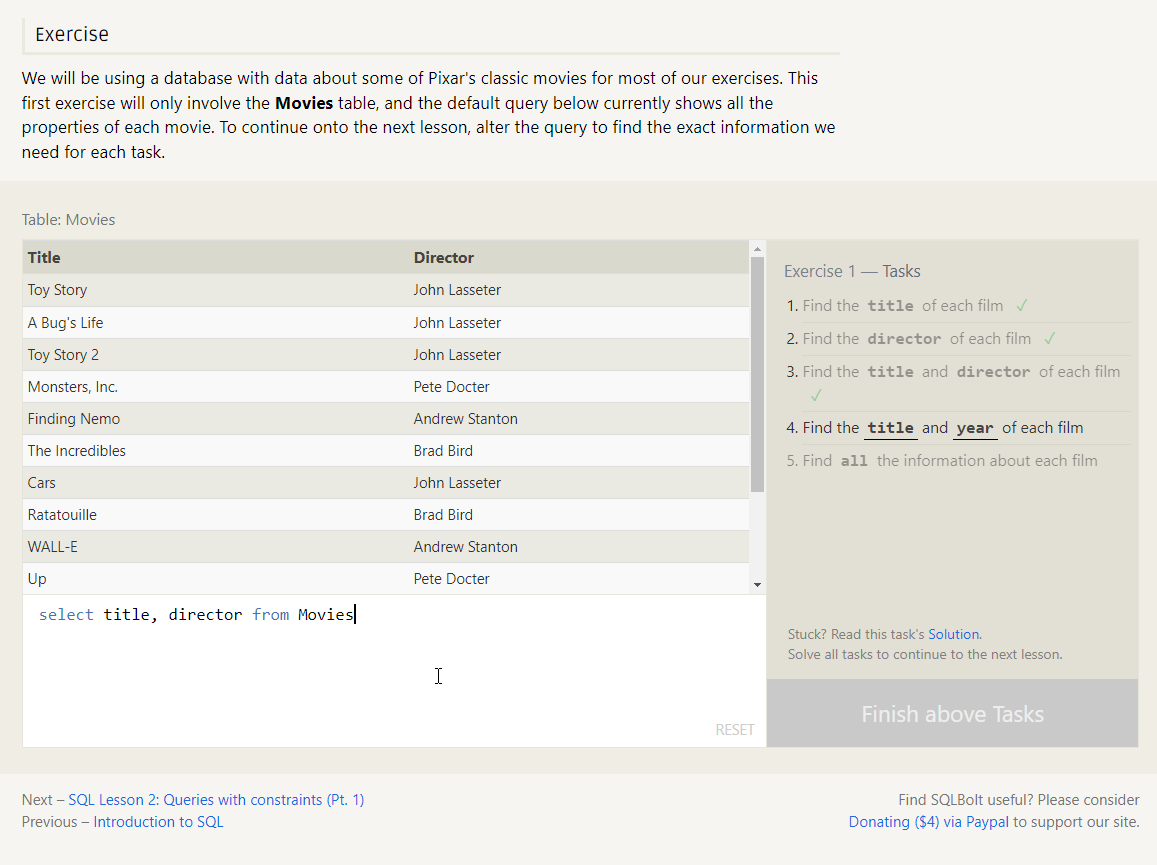 Exercise
We will be using a database with data about some of Pixar's classic movies for most of our exercises. This
first exercise will only involve the Movies table, and the default query below currently shows all the
properties of each movie. To continue onto the next lesson, alter the query to find the exact information we
need for each task.
Table: Movies
Title Director
Toy Story John Lasseter
A Bug's Life John Lasseter
Toy Story 2 John Lasseter
Monsters, Inc. Pete Docter
Finding Nemo Andrew Stanton
The Incredibles Brad Bird
Cars John Lasseter
Ratatouille Brad Bird
WALL-E Andrew Stanton
Up Pete Docter
select title, director from Movies
RESET
Exercise 1 — Tasks
1. Find the title of each film ✓
2. Find the director of each film ✓
3. Find the title and director of each film
✓
4. Find the title and year of each film
5. Find all the information about each film
Stuck? Read this task's Solution.
Solve all tasks to continue to the next lesson.
Finish above Tasks
Next – SQL Lesson 2: Queries with constraints (Pt. 1)
Previous – Introduction to SQL
Find SQLBolt useful? Please consider
Donating ($4) via Paypal to support our site.